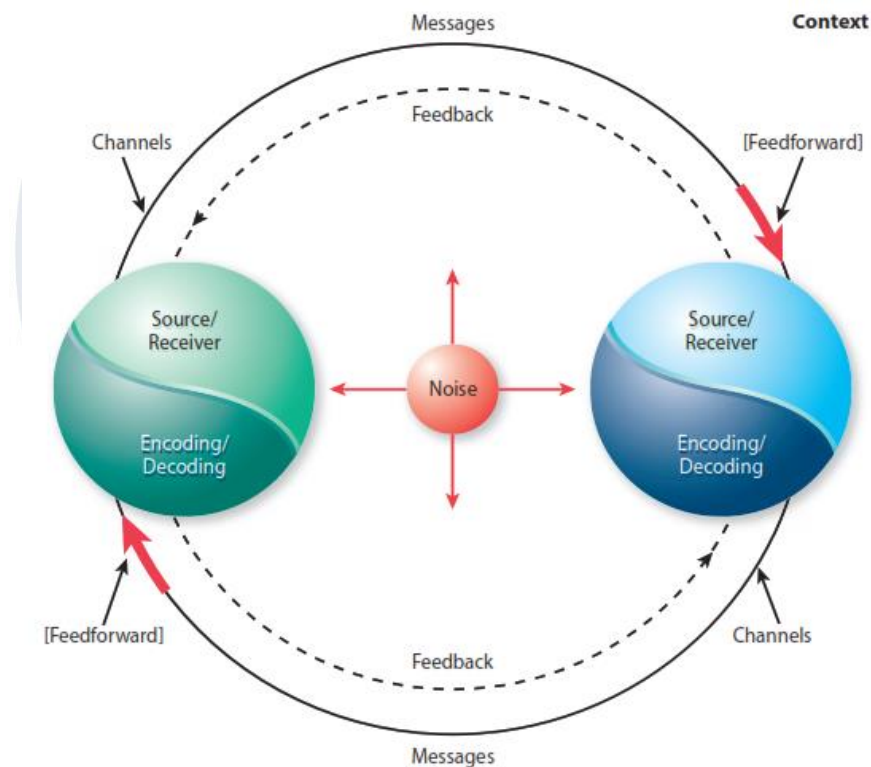 Messages
Context
Feedback
Channels
[Feedforward]
Source/
Receiver
Source/
Receiver
Noise
Encoding/
Decoding
Encoding/
Decoding
[Feedforward]
Channels
Feedback
Messages